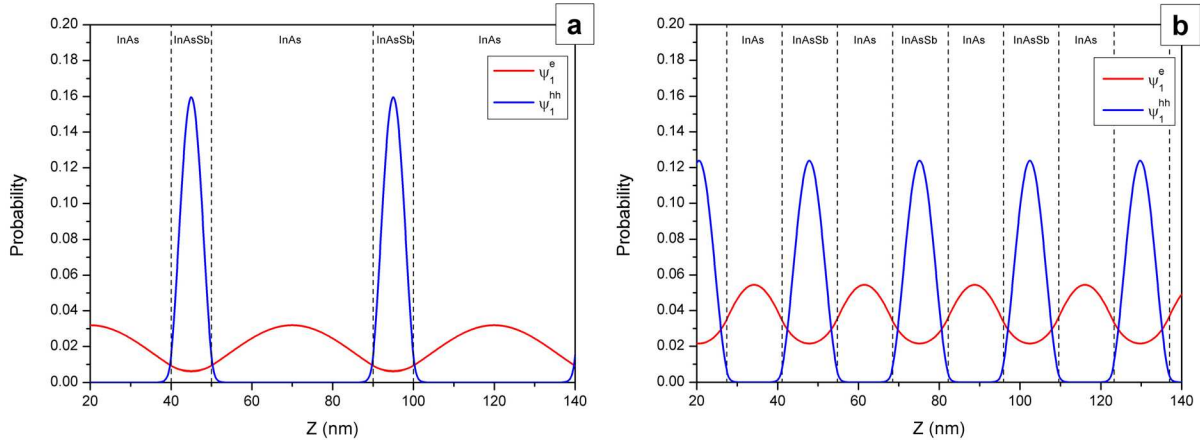 a
0.20
0.18
0.16
0.14
0.12
0.10
0.08
0.06
0.04
0.02
0.00
Probability
InAs InAsSb InAs InAsSb InAs
ψ₁ᵉ
ψ₁ʰʰ
20 40 60 80 100 120 140
Z (nm)
b
0.20
0.18
0.16
0.14
0.12
0.10
0.08
0.06
0.04
0.02
0.00
Probability
InAs InAsSb InAs InAsSb InAs InAsSb InAs
ψ₁ᵉ
ψ₁ʰʰ
20 40 60 80 100 120 140
Z (nm)